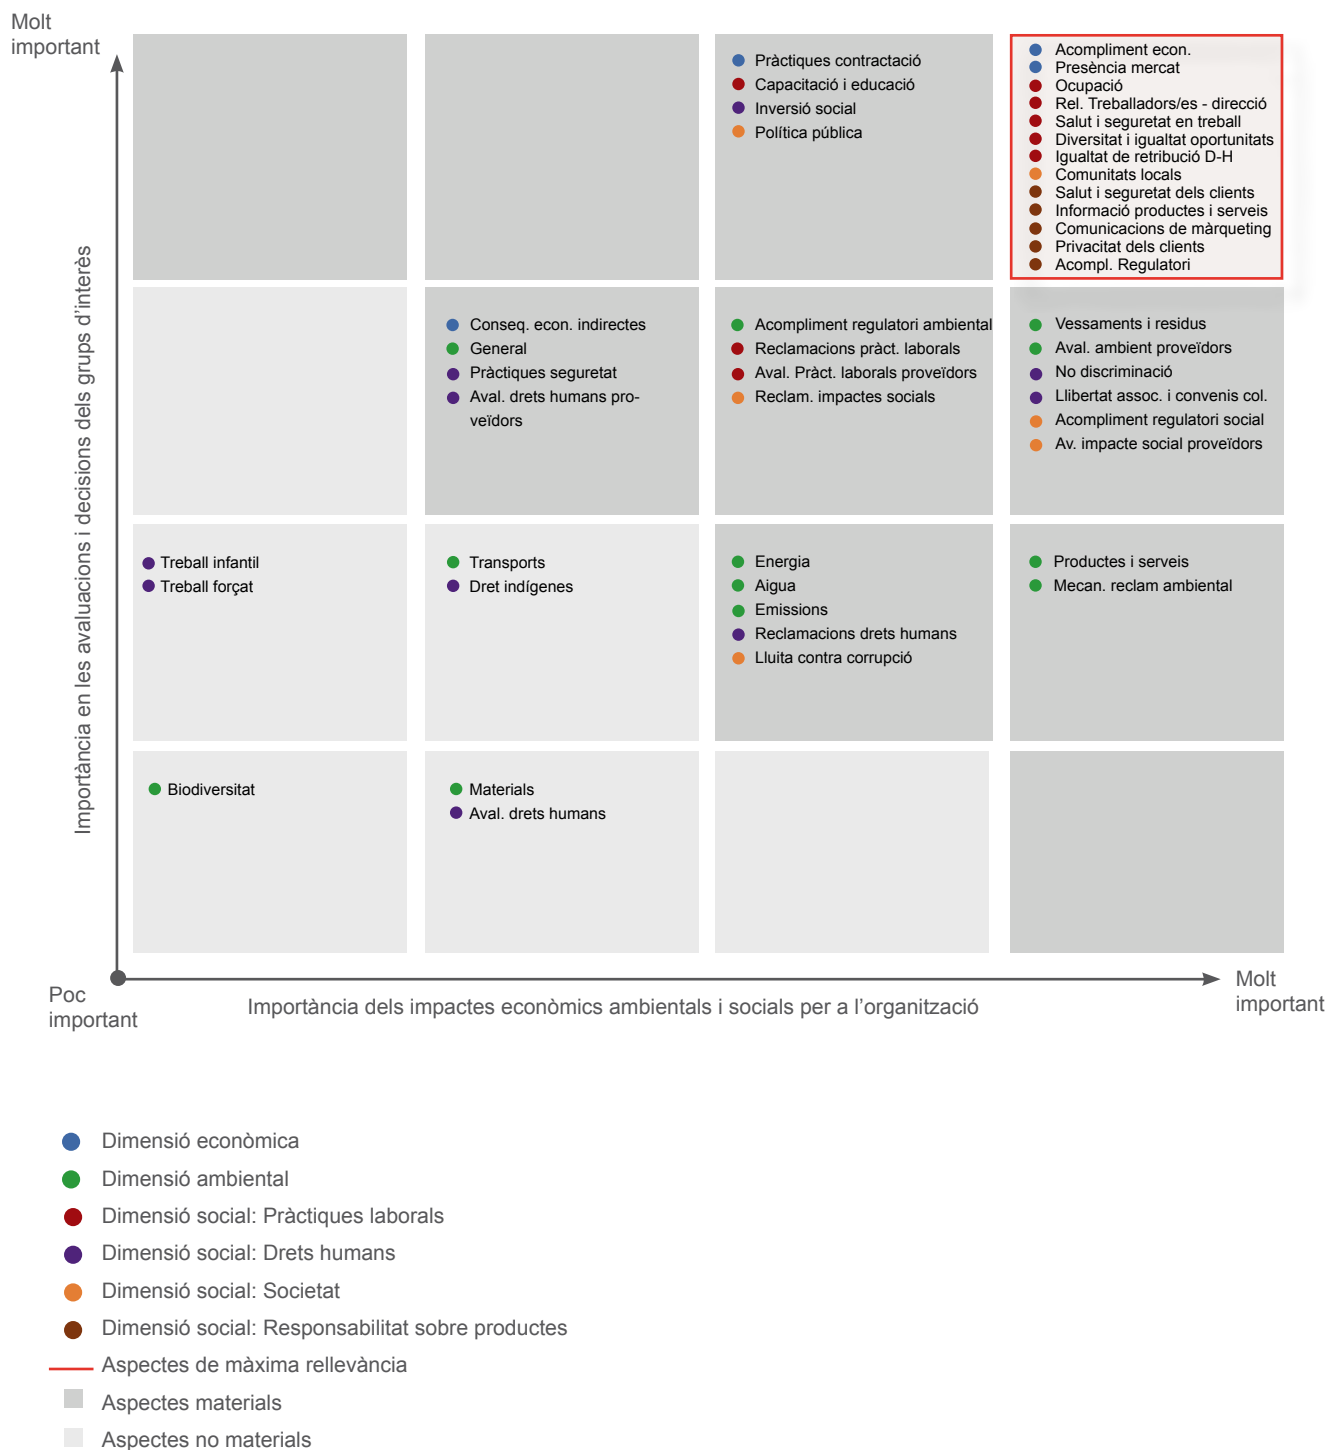 Molt
important
Pràctiques contractació
Capacitació i educació
Inversió social
Política pública
Acompliment econ.
Presència mercat
Ocupació
Rel. Treballadors/es - direcció
Salut i seguretat en treball
Diversitat i igualtat oportunitats
Igualtat de retribució D-H
Comunitats locals
Salut i seguretat dels clients
Informació productes i serveis
Comunicacions de màrqueting
Privacitat dels clients
Acompl. Regulatori
Importància en les avaluacions i decisions dels grups d’interès
Conseq. econ. indirectes
General
Pràctiques seguretat
Aval. drets humans pro-
veïdors
Acompliment regulatori ambiental
Reclamacions pràct. laborals
Aval. Pràct. laborals proveïdors
Reclam. impactes socials
Vessaments i residus
Aval. ambient proveïdors
No discriminació
Llibertat assoc. i convenis col.
Acompliment regulatori social
Av. impacte social proveïdors
Treball infantil
Treball forçat
Transports
Dret indígenes
Energia
Aigua
Emissions
Reclamacions drets humans
Lluita contra corrupció
Productes i serveis
Mecan. reclam ambiental
Biodiversitat
Materials
Aval. drets humans
Poc
important
Importància dels impactes econòmics ambientals i socials per a l’organització
Molt
important
Dimensió econòmica
Dimensió ambiental
Dimensió social: Pràctiques laborals
Dimensió social: Drets humans
Dimensió social: Societat
Dimensió social: Responsabilitat sobre productes
Aspectes de màxima rellevància
Aspectes materials
Aspectes no materials